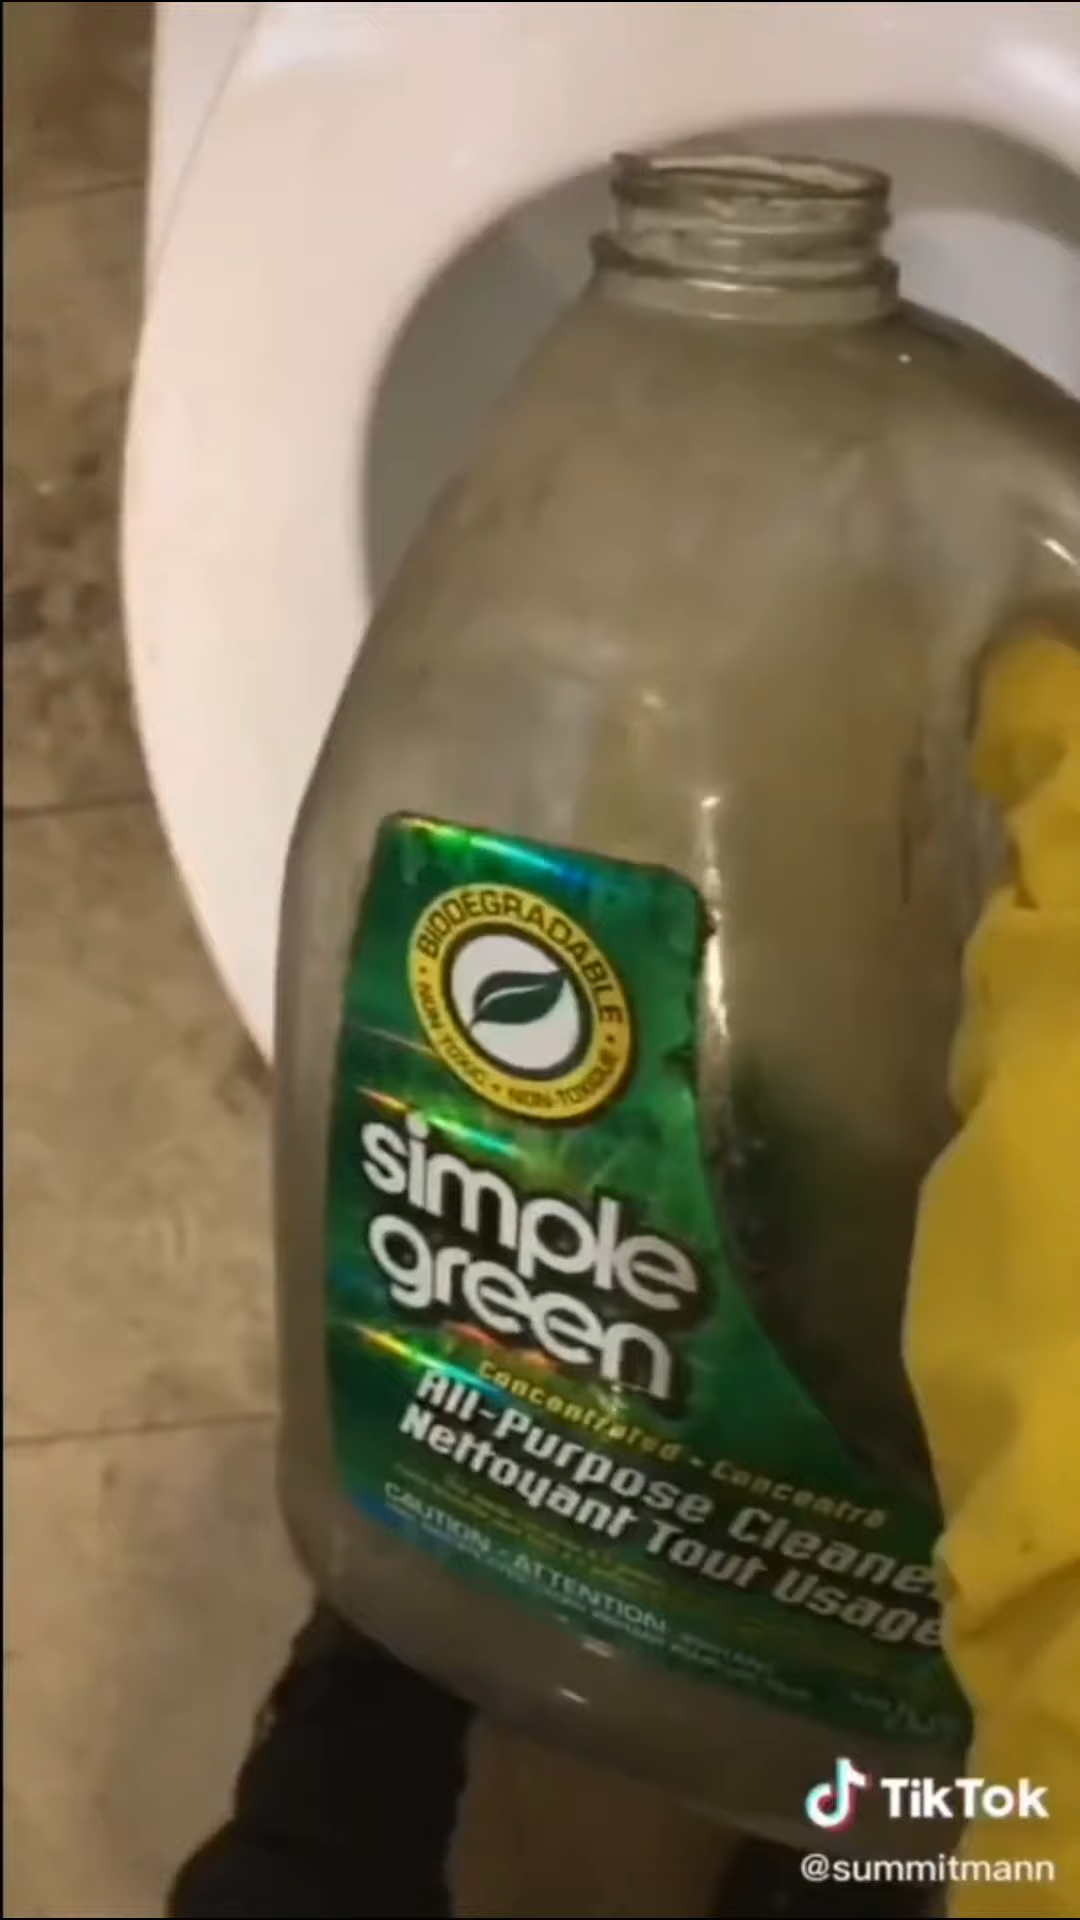 BIODEGRADABLE
NON-TOXIC • NON-TOXIQUE
simple
green
Concentrated - Concentré
All-Purpose Cleaner
Nettoyant Tout Usage
CAUTION - ATTENTION
TikTok
@summitmann